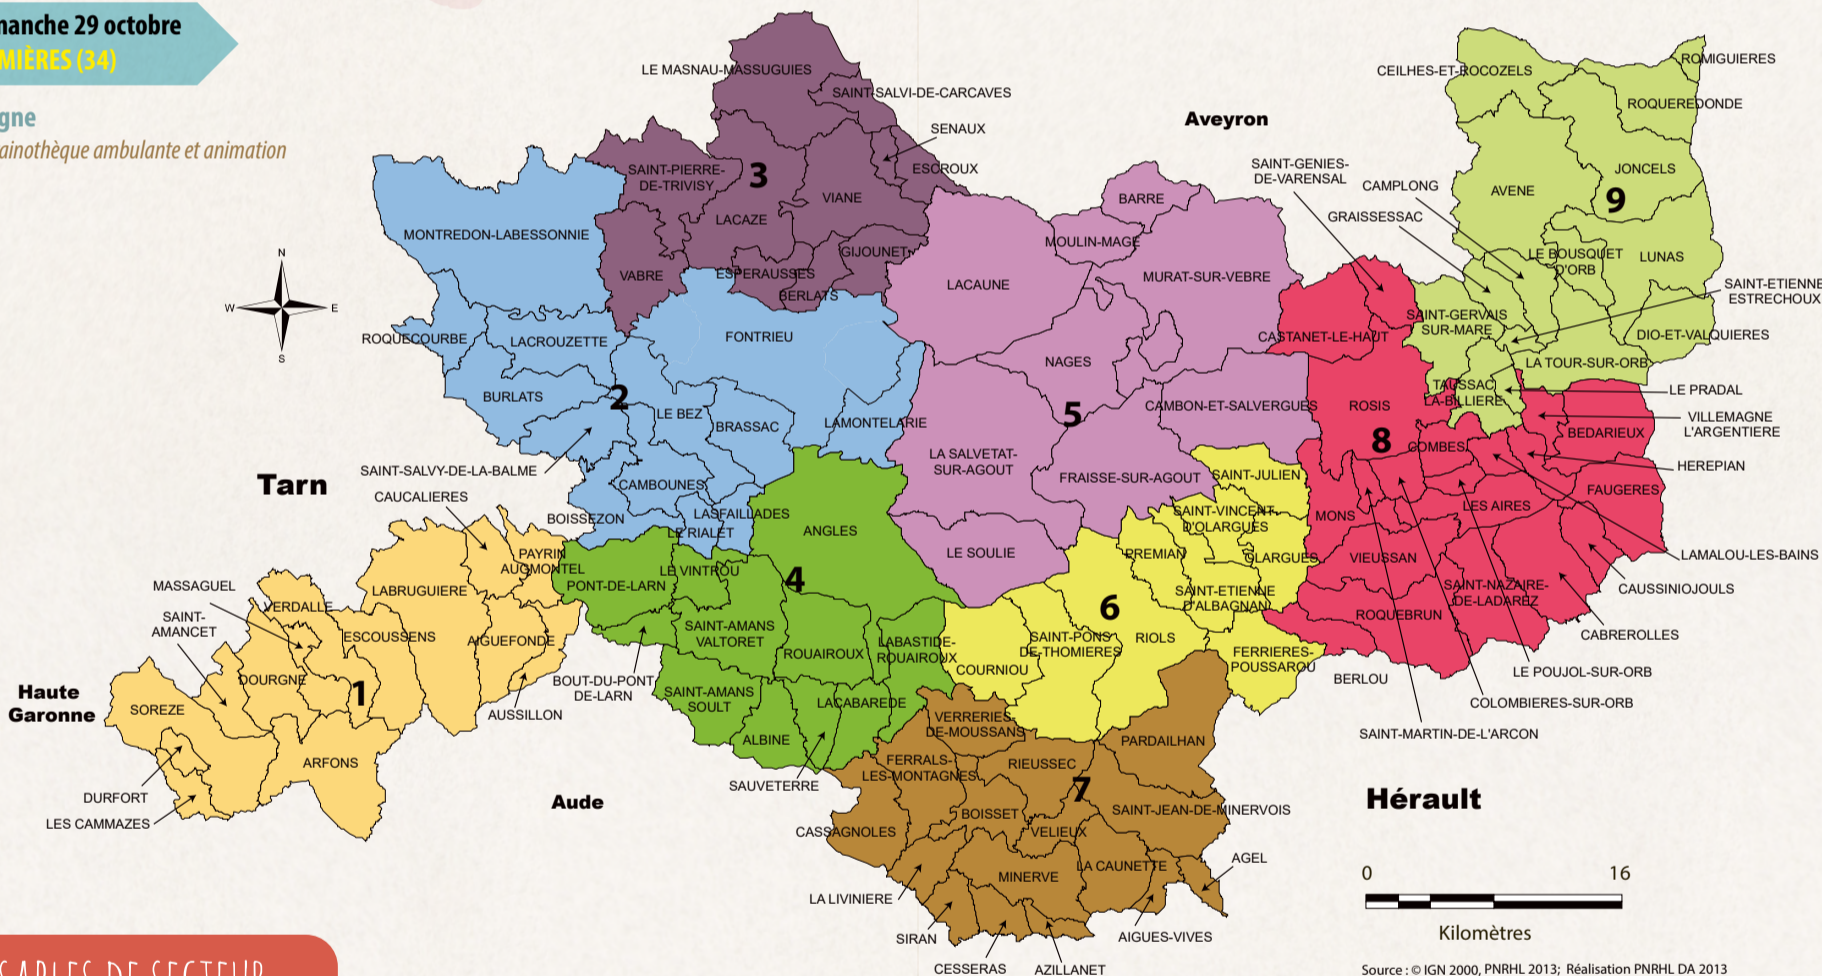 manche 29 octobre
MIÈRES (34)
gne
ainothèque ambulante et animation
N
W
E
S
Tarn
Haute
Garonne
Aude
Aveyron
Hérault
1
MASSAGUEL
SAINT-
AMANCET
VERDALLE
DOURGNE
SOREZE
DURFORT
LES CAMMAZES
ARFONS
ESCOUSSENS
LABRUGUIERE
CAUCALIERES
PAYRIN
AUGMONTEL
AIGUEFONDE
AUSSILLON
2
MONTREDON-LABESSONNIE
ROQUECOURBE
LACROUZETTE
BURLATS
SAINT-SALVY-DE-LA-BALME
LE BEZ
BRASSAC
FONTRIEU
LAMONTELARIE
CAMBOUNES
BOISSEZON
LASFAILLADES
LE RIALET
3
LE MASNAU-MASSUGUIES
SAINT-SALVI-DE-CARCAVES
SENAUX
ESCROUX
SAINT-PIERRE-
DE-TRIVISY
LACAZE
VIANE
VABRE
ESPERAUSSES
GIJOUNET
BERLATS
4
ANGLES
PONT-DE-LARN
LE VINTROU
BOUT-DU-PONT
DE-LARN
SAINT-AMANS
VALTORET
ROUAIROUX
LABASTIDE-
ROUAIROUX
SAINT-AMANS
SOULT
LACABAREDE
ALBINE
SAUVETERRE
5
BARRE
MOULIN-MAGE
LACAUNE
MURAT-SUR-VEBRE
NAGES
CAMBON-ET-SALVERGUES
LA SALVETAT-
SUR-AGOUT
FRAISSE-SUR-AGOUT
LE SOULIE
6
SAINT-JULIEN
SAINT-VINCENT-
D'OLARGUES
PREMIAN
OLARGUES
SAINT-ETIENNE
D'ALBAGNAN
SAINT-PONS
DE-THOMIERES
RIOLS
COURNIOU
FERRIERES-
POUSSAROU
7
VERRERIES
DE-MOUSSANS
PARDAILHAN
FERRALS-
LES-MONTAGNES
RIEUSSEC
BOISSET
SAINT-JEAN-DE-MINERVOIS
CASSAGNOLES
VELIEUX
LA CAUNETTE
MINERVE
AGEL
LA LIVINIERE
SIRAN
CESSERAS
AZILLANET
AIGUES-VIVES
8
CASTANET-LE-HAUT
ROSIS
COMBES
BEDARIEUX
VILLEMAGNE
L'ARGENTIERE
HEREPIAN
FAUGERES
LES AIRES
MONS
VIEUSSAN
LAMALOU-LES-BAINS
CAUSSINIOJOULS
SAINT-NAZAIRE-
DE-LADAREZ
ROQUEBRUN
CABREROLLES
LE POUJOL-SUR-ORB
BERLOU
COLOMBIERES-SUR-ORB
SAINT-MARTIN-DE-L'ARCON
9
CEILHES-ET-ROCOZELS
ROMIGUIERES
ROQUEREDONDE
JONCELS
AVENE
SAINT-GENIES-
DE-VARENSAL
CAMPLONG
GRAISSESSAC
LE BOUSQUET
D'ORB
LUNAS
SAINT-ETIENNE
ESTRECHOUX
SAINT-GERVAIS
SUR-MARE
DIO-ET-VALQUIERES
LA TOUR-SUR-ORB
TAUSSAC
LA-BILLIERE
LE PRADAL
0
16
Kilomètres
Source : © IGN 2000, PNRHL 2013; Réalisation PNRHL DA 2013
SABLES DE SECTEUR